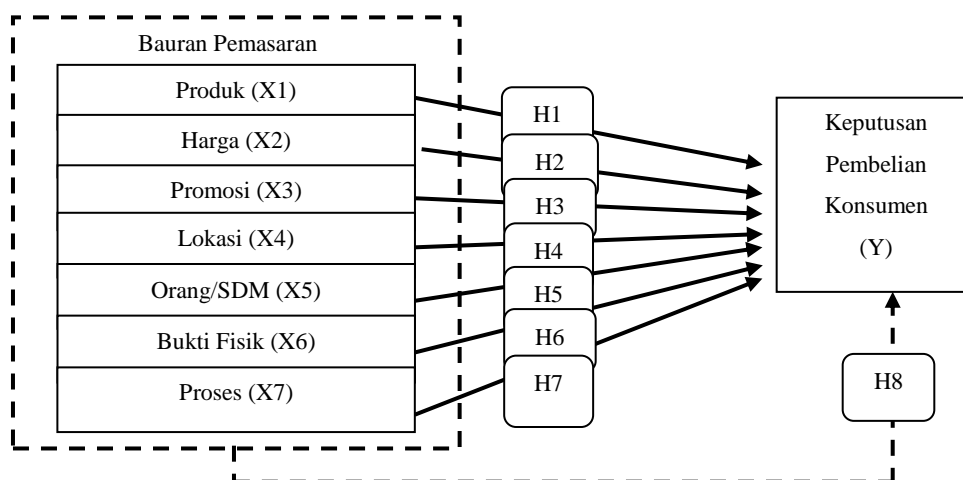 Bauran Pemasaran
Produk (X1)
Harga (X2)
Promosi (X3)
Lokasi (X4)
Orang/SDM (X5)
Bukti Fisik (X6)
Proses (X7)
H1
H2
H3
H4
H5
H6
H7
Keputusan
Pembelian
Konsumen
(Y)
H8